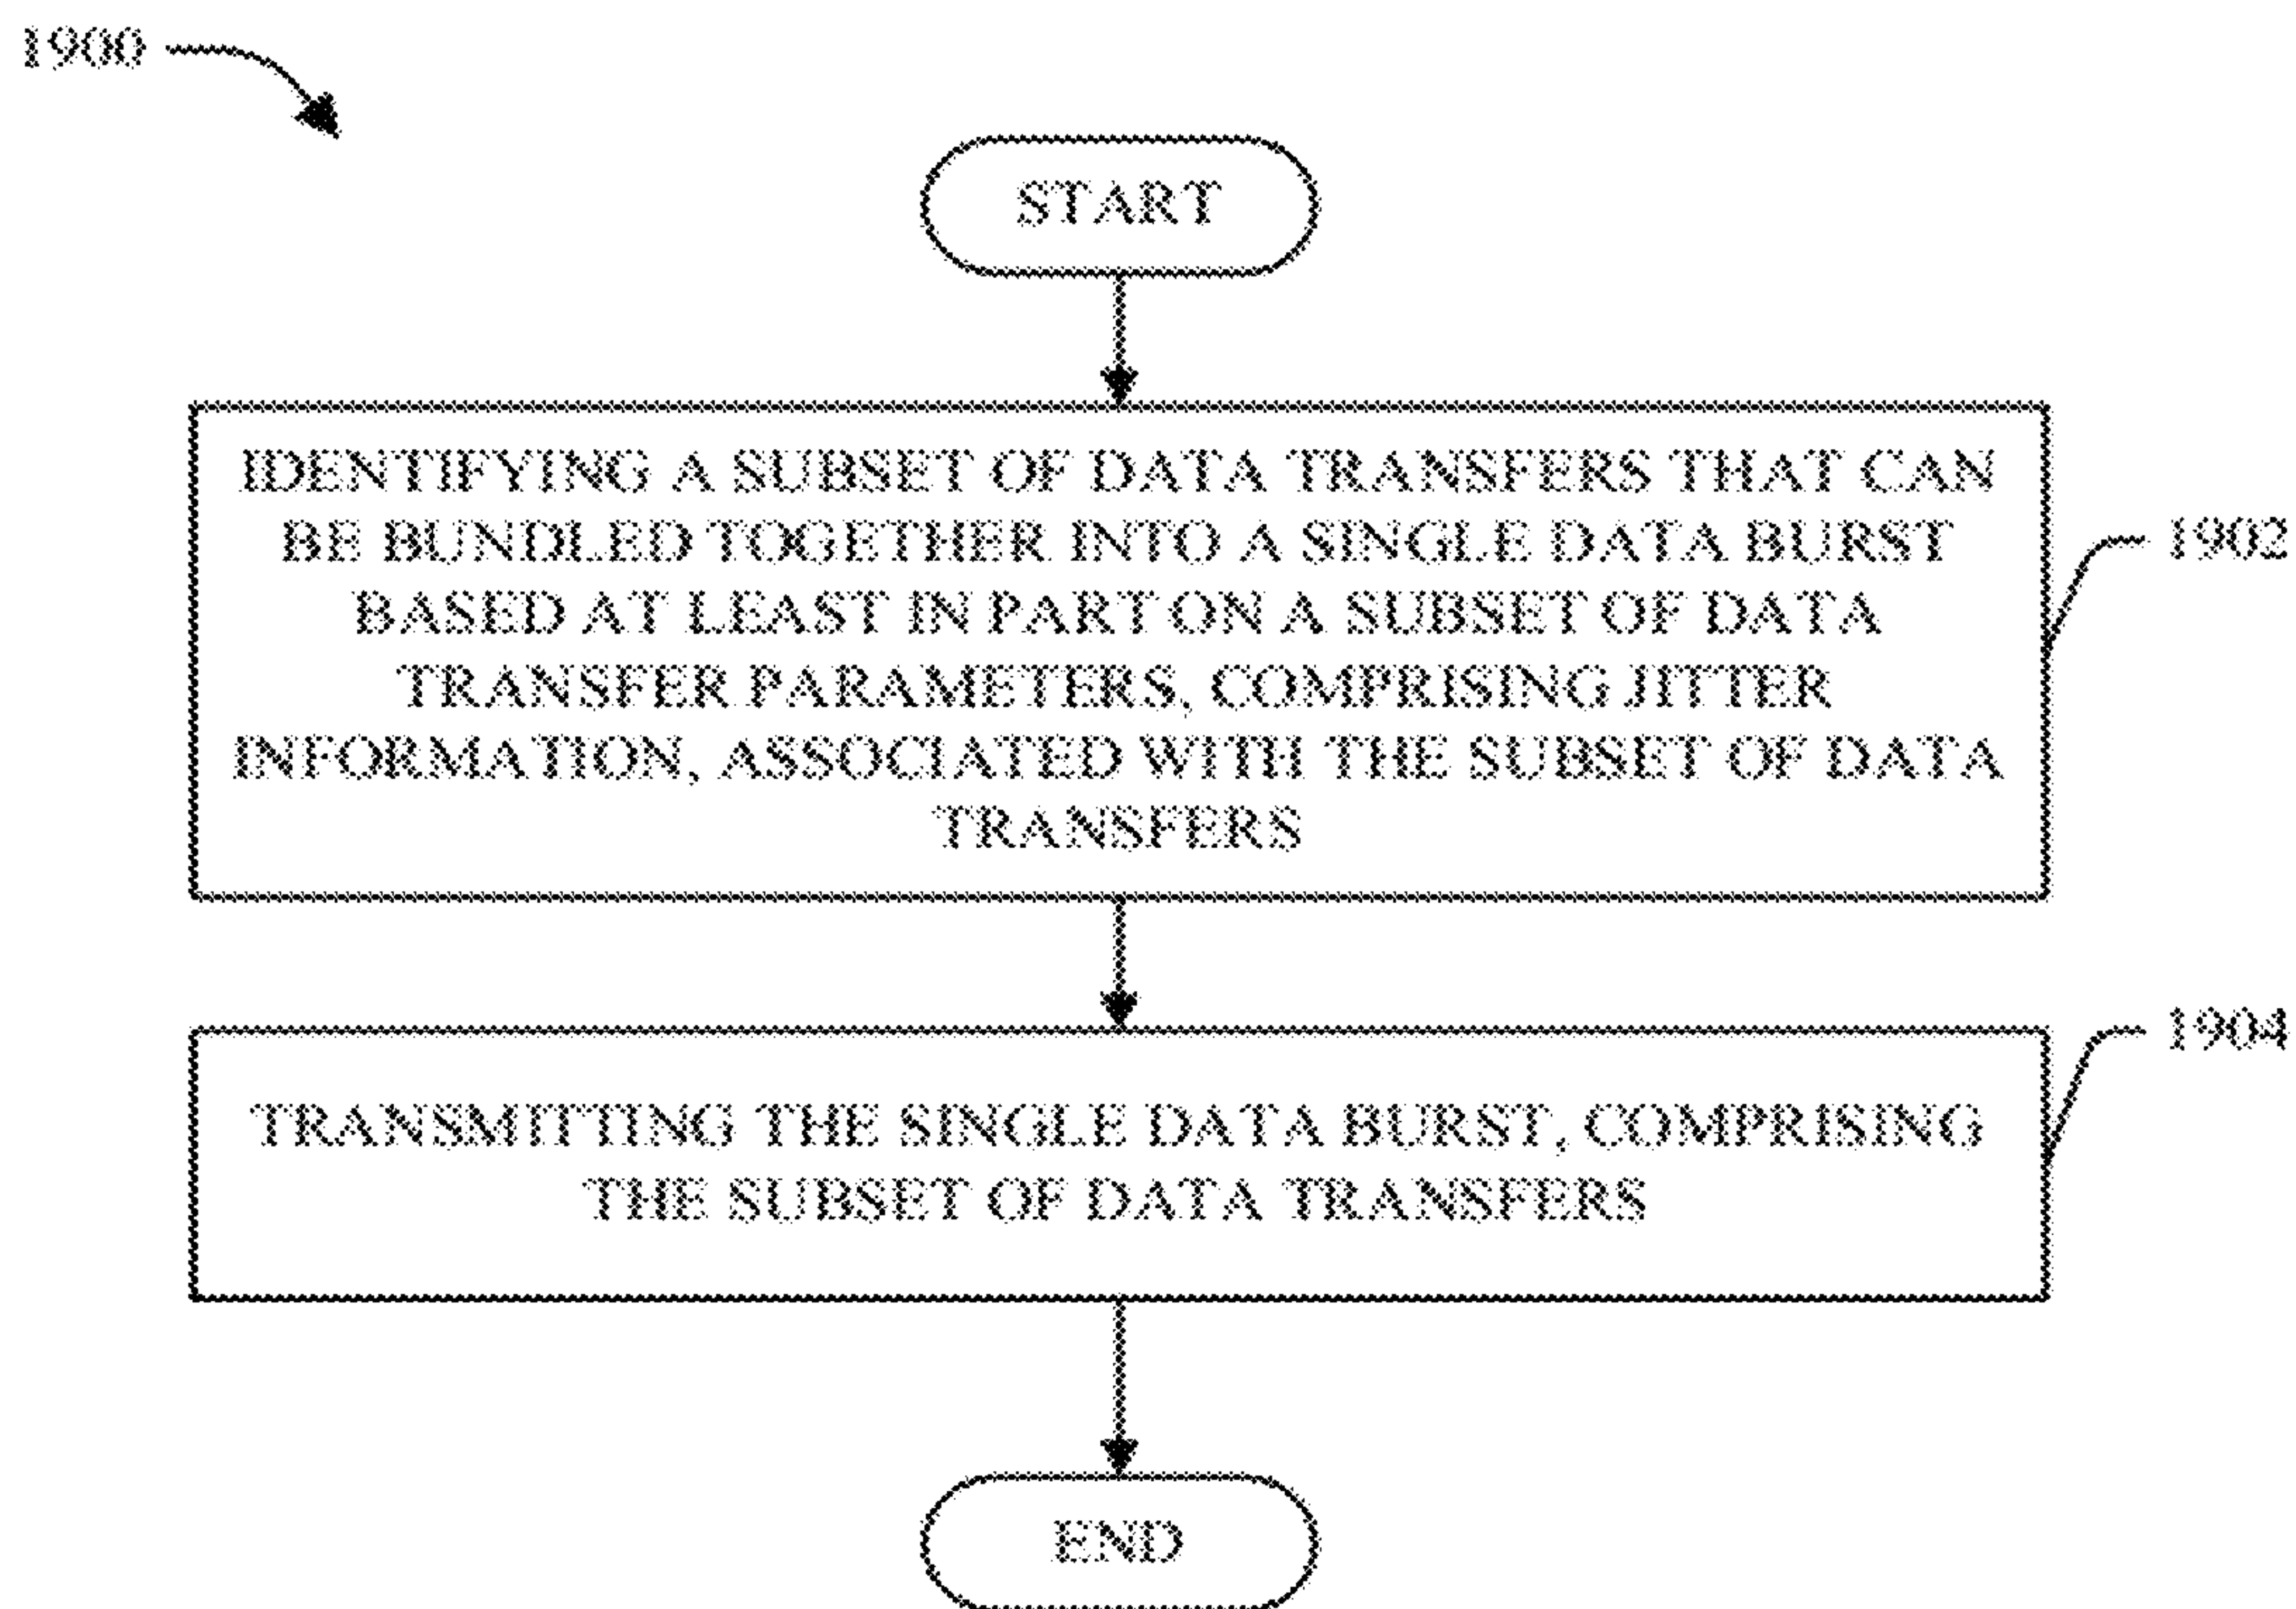 1900
START
IDENTIFYING A SUBSET OF DATA TRANSFERS THAT CAN
BE BUNDLED TOGETHER INTO A SINGLE DATA BURST
BASED AT LEAST IN PART ON A SUBSET OF DATA
TRANSFER PARAMETERS, COMPRISING JITTER
INFORMATION, ASSOCIATED WITH THE SUBSET OF DATA
TRANSFERS
1902
TRANSMITTING THE SINGLE DATA BURST, COMPRISING
THE SUBSET OF DATA TRANSFERS
1904
END